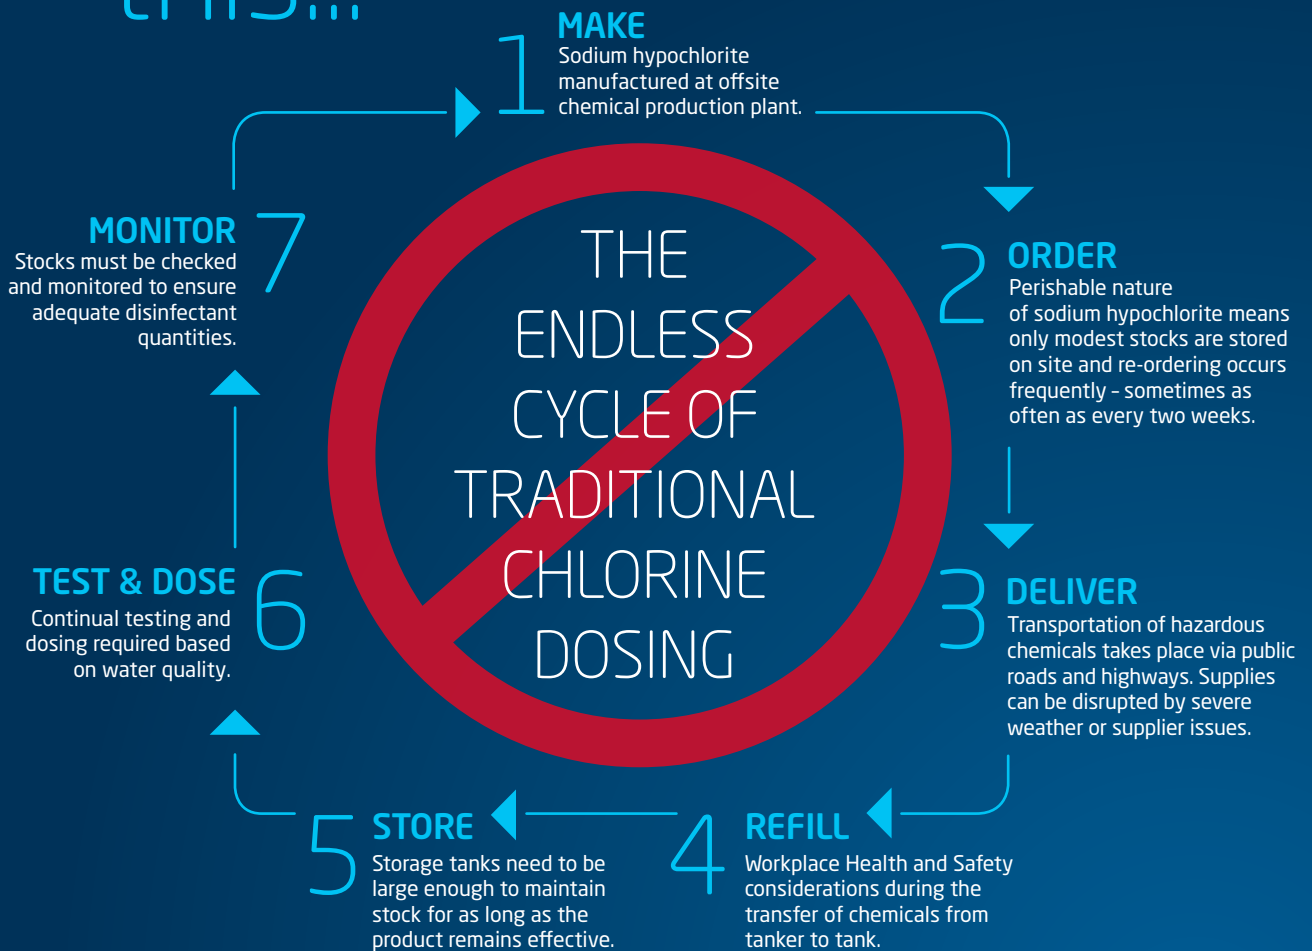 THIS...
1
MAKE
Sodium hypochlorite
manufactured at offsite
chemical production plant.
2
ORDER
Perishable nature
of sodium hypochlorite means
only modest stocks are stored
on site and re-ordering occurs
frequently – sometimes as
often as every two weeks.
3
DELIVER
Transportation of hazardous
chemicals takes place via public
roads and highways. Supplies
can be disrupted by severe
weather or supplier issues.
4
REFILL
Workplace Health and Safety
considerations during the
transfer of chemicals from
tanker to tank.
5
STORE
Storage tanks need to be
large enough to maintain
stock for as long as the
product remains effective.
6
TEST & DOSE
Continual testing and
dosing required based
on water quality.
7
MONITOR
Stocks must be checked
and monitored to ensure
adequate disinfectant
quantities.
THE
ENDLESS
CYCLE OF
TRADITIONAL
CHLORINE
DOSING